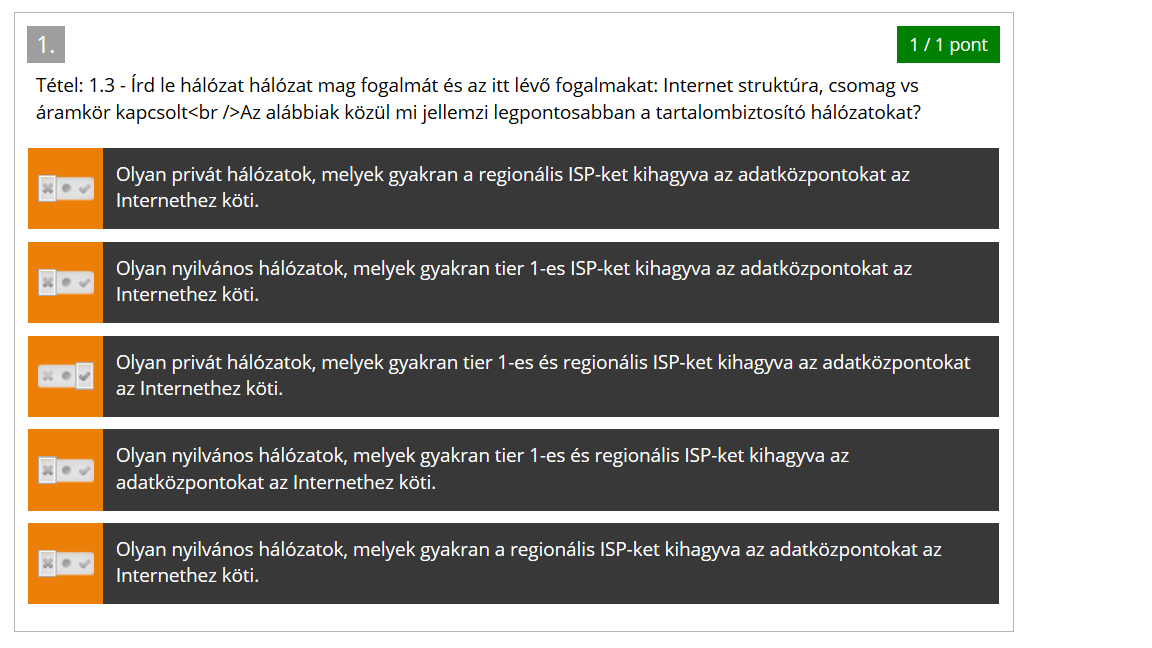 1.
1 / 1 pont
Tétel: 1.3 - Írd le hálózat hálózat mag fogalmát és az itt lévő fogalmakat: Internet struktúra, csomag vs
áramkör kapcsolt<br />Az alábbiak közül mi jellemzi legpontosabban a tartalombiztosító hálózatokat?
Olyan privát hálózatok, melyek gyakran a regionális ISP-ket kihagyva az adatközpontokat az
Internethez köti.
Olyan nyilvános hálózatok, melyek gyakran tier 1-es ISP-ket kihagyva az adatközpontokat az
Internethez köti.
Olyan privát hálózatok, melyek gyakran tier 1-es és regionális ISP-ket kihagyva az adatközpontokat
az Internethez köti.
Olyan nyilvános hálózatok, melyek gyakran tier 1-es és regionális ISP-ket kihagyva az
adatközpontokat az Internethez köti.
Olyan nyilvános hálózatok, melyek gyakran a regionális ISP-ket kihagyva az adatközpontokat az
Internethez köti.